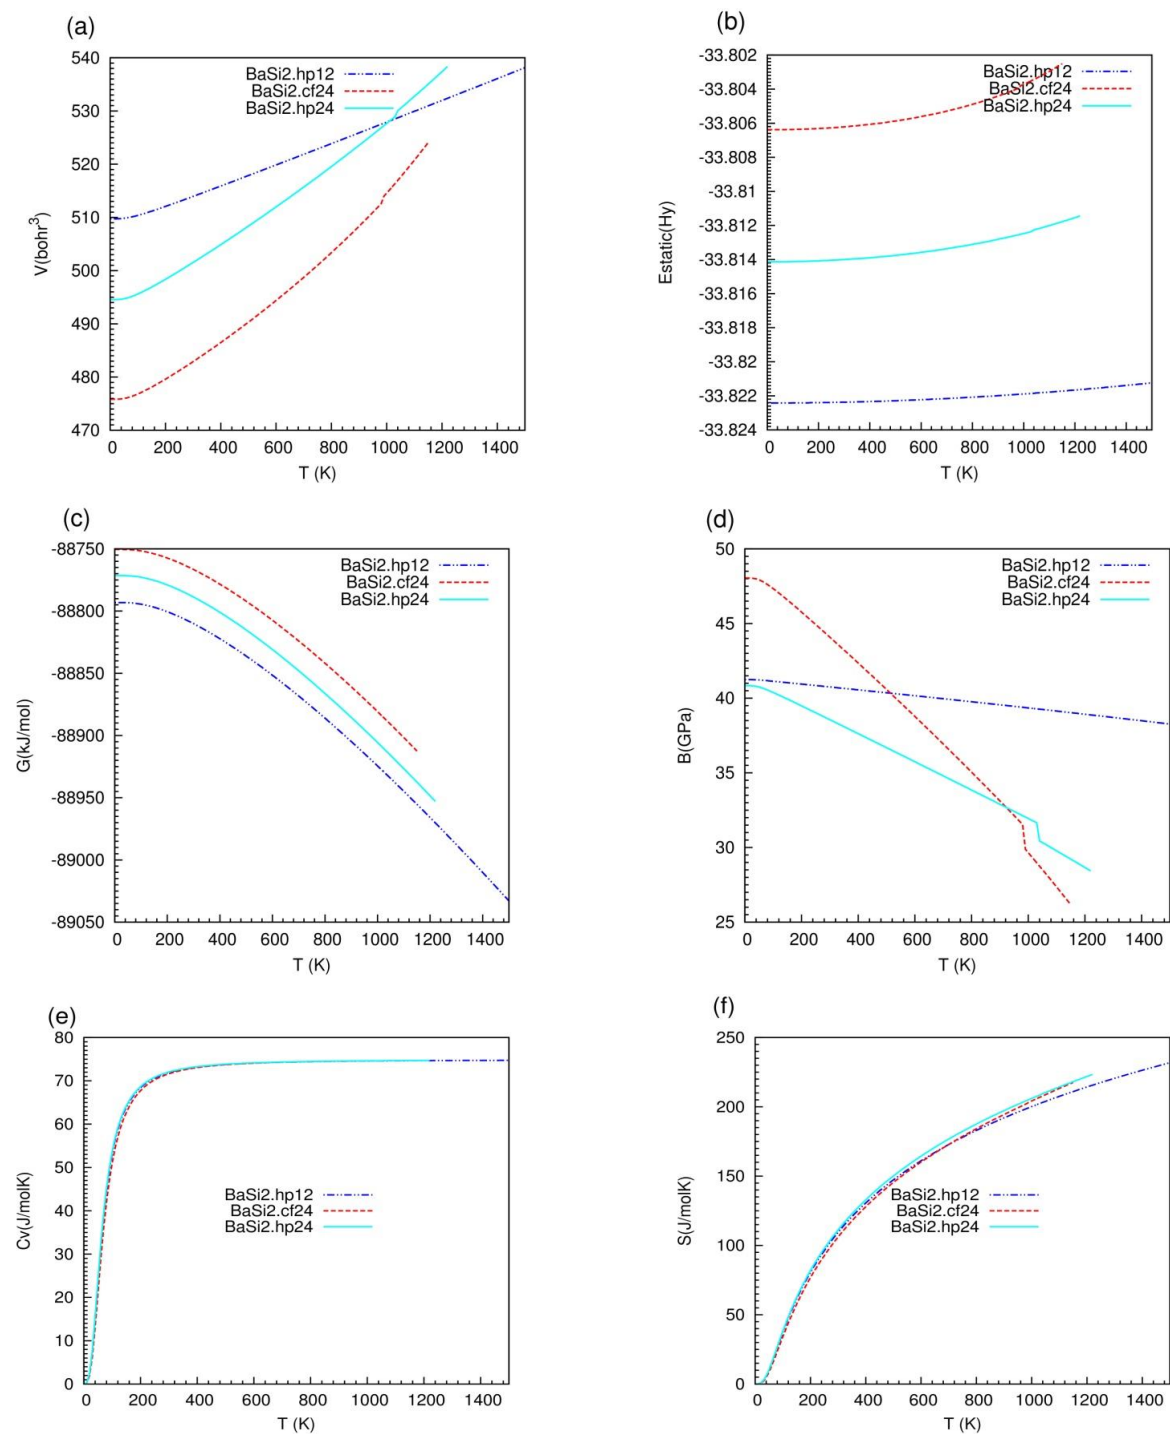 (a)
540
530
520
510
500
490
480
470
V(bohr³)
BaSi2.hp12
BaSi2.cf24
BaSi2.hp24
0 200 400 600 800 1000 1200 1400
T (K)
(b)
-33.802
-33.804
-33.806
-33.808
-33.81
-33.812
-33.814
-33.816
-33.818
-33.82
-33.822
-33.824
Estatic(Hy)
BaSi2.hp12
BaSi2.cf24
BaSi2.hp24
0 200 400 600 800 1000 1200 1400
T (K)
(c)
-88750
-88800
-88850
-88900
-88950
-89000
-89050
G(kJ/mol)
BaSi2.hp12
BaSi2.cf24
BaSi2.hp24
0 200 400 600 800 1000 1200 1400
T (K)
(d)
50
45
40
35
30
25
B(GPa)
BaSi2.hp12
BaSi2.cf24
BaSi2.hp24
0 200 400 600 800 1000 1200 1400
T (K)
(e)
80
70
60
50
40
30
20
10
0
Cv(J/molK)
BaSi2.hp12
BaSi2.cf24
BaSi2.hp24
0 200 400 600 800 1000 1200 1400
T (K)
(f)
250
200
150
100
50
0
S(J/molK)
BaSi2.hp12
BaSi2.cf24
BaSi2.hp24
0 200 400 600 800 1000 1200 1400
T (K)